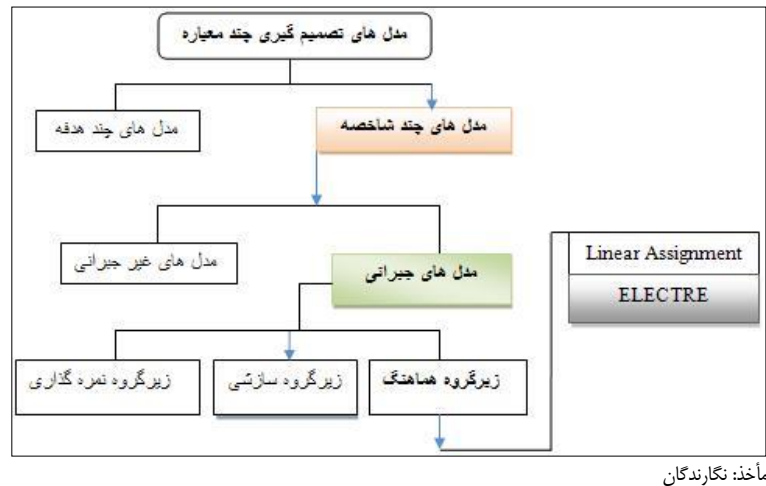 مدل های تصمیم گیری چند معیاره
مدل های چند شاخصه
مدل های چند هدفه
مدل های غیر جبرانی
مدل های جبرانی
Linear Assignment
ELECTRE
زیرگروه هماهنگ
زیرگروه سازشی
زیرگروه نمره گذاری
مأخذ: نگارندگان